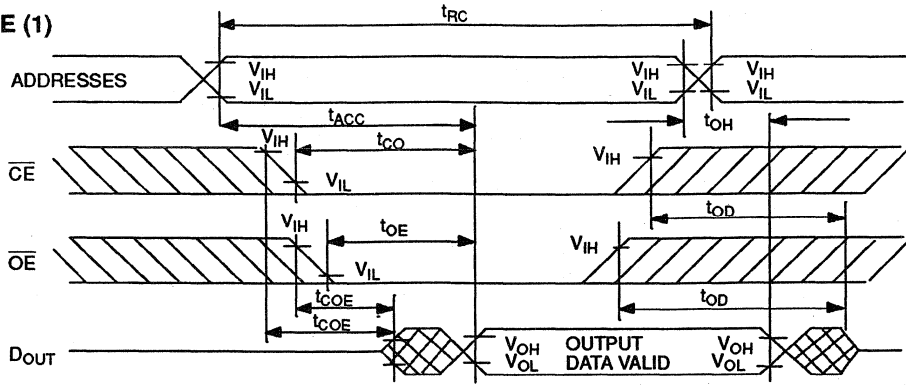 E (1)
tRC
ADDRESSES
VIH
VIL
VIH
VIL
VIH
VIL
tACC
tOH
CE
VIH
tCO
VIL
VIH
tOD
OE
VIH
tOE
VIL
VIH
tCOE
tOD
tCOE
DOUT
VOH
VOL
OUTPUT
DATA VALID
VOH
VOL